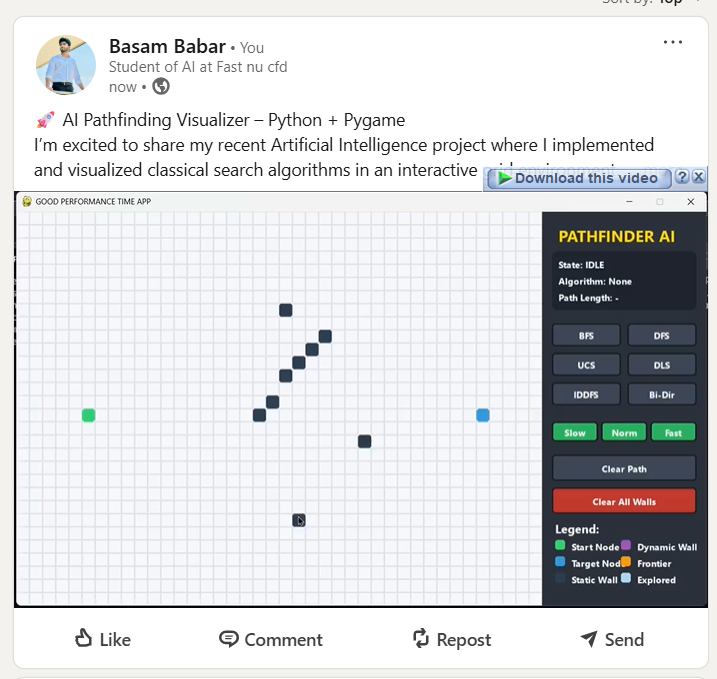 Sort by: Top
Basam Babar • You
Student of AI at Fast nu cfd
now •
🚀 AI Pathfinding Visualizer – Python + Pygame
I'm excited to share my recent Artificial Intelligence project where I implemented
and visualized classical search algorithms in an interactive
Download this video
GOOD PERFORMANCE TIME APP
PATHFINDER AI
State: IDLE
Algorithm: None
Path Length: -
BFS DFS
UCS DLS
IDDFS Bi-Dir
Slow Norm Fast
Clear Path
Clear All Walls
Legend:
Start Node Dynamic Wall
Target Nod Frontier
Static Wall Explored
Like Comment Repost Send